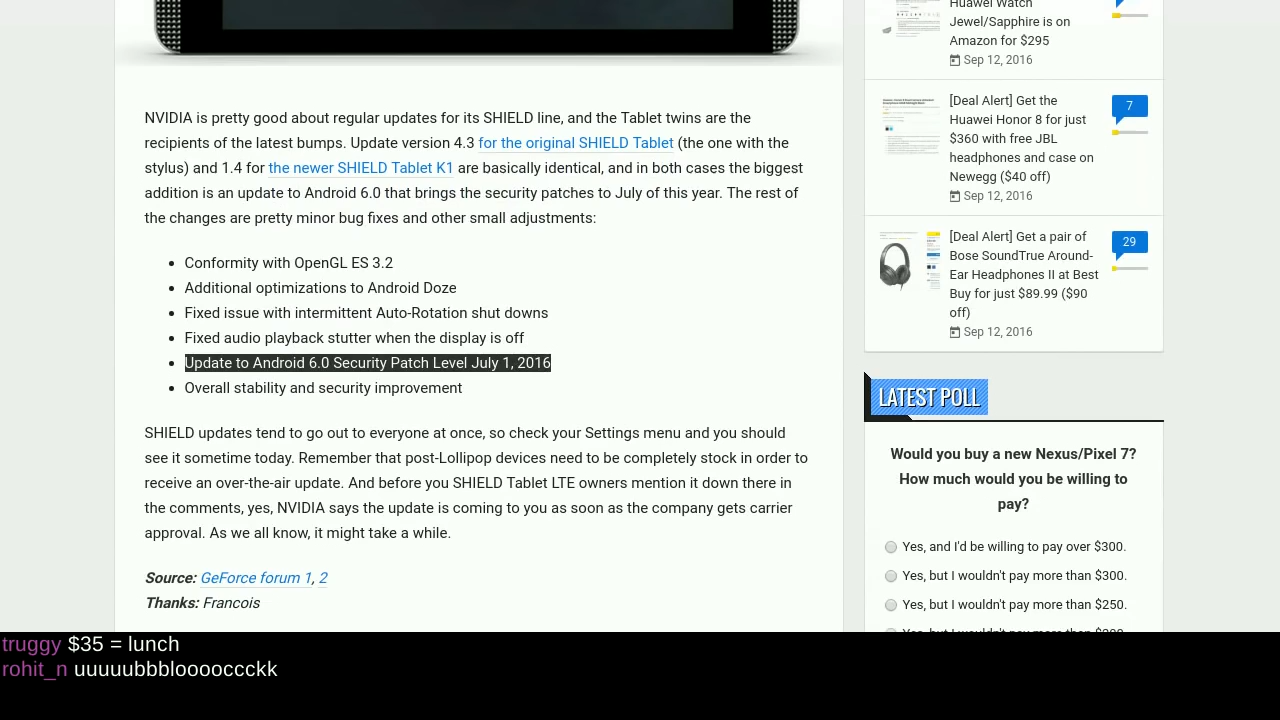 NVIDIA is pretty good about regular updates for its SHIELD line, and the Tablet twins are the
recipients of the latest bumps. Update version 4.3 for the original SHIELD Tablet (the one with the
stylus) and 1.4 for the newer SHIELD Tablet K1 are basically identical, and in both cases the biggest
addition is an update to Android 6.0 that brings the security patches to July of this year. The rest of
the changes are pretty minor bug fixes and other small adjustments:
Conformity with OpenGL ES 3.2
Additional optimizations to Android Doze
Fixed issue with intermittent Auto-Rotation shut downs
Fixed audio playback stutter when the display is off
Update to Android 6.0 Security Patch Level July 1, 2016
Overall stability and security improvement
SHIELD updates tend to go out to everyone at once, so check your Settings menu and you should
see it sometime today. Remember that post-Lollipop devices need to be completely stock in order to
receive an over-the-air update. And before you SHIELD Tablet LTE owners mention it down there in
the comments, yes, NVIDIA says the update is coming to you as soon as the company gets carrier
approval. As we all know, it might take a while.
Source: GeForce forum 1, 2
Thanks: Francois
Huawei Watch
Jewel/Sapphire is on
Amazon for $295
Sep 12, 2016
[Deal Alert] Get the
Huawei Honor 8 for just
$360 with free JBL
headphones and case on
Newegg ($40 off)
Sep 12, 2016
7
[Deal Alert] Get a pair of
Bose SoundTrue Around-
Ear Headphones II at Best
Buy for just $89.99 ($90
off)
Sep 12, 2016
29
LATEST POLL
Would you buy a new Nexus/Pixel 7?
How much would you be willing to
pay?
Yes, and I'd be willing to pay over $300.
Yes, but I wouldn't pay more than $300.
Yes, but I wouldn't pay more than $250.
Yes, but I wouldn't pay more than $200.
truggy $35 = lunch
rohit_n uuuuubbblooooccckk